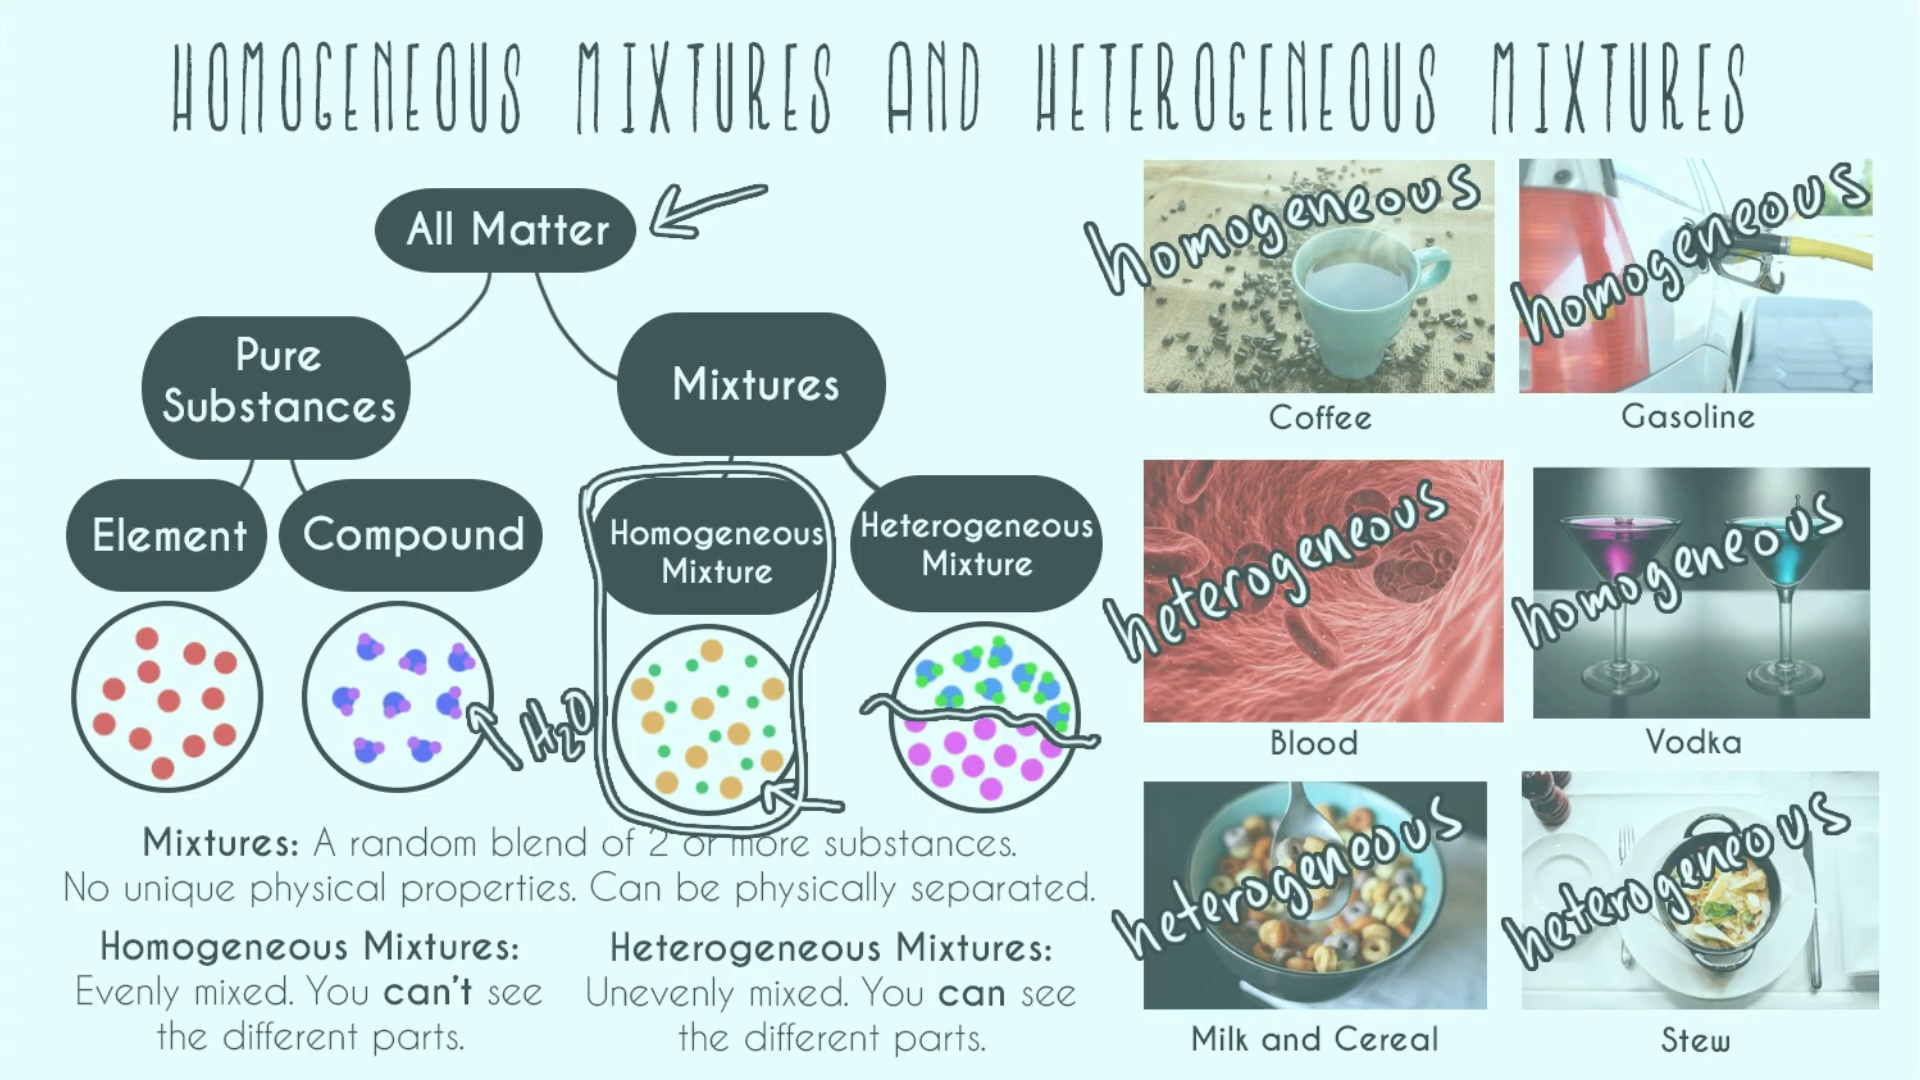 HOMOGENEOUS MIXTURES AND HETEROGENEOUS MIXTURES
All Matter
Pure
Substances
Mixtures
Element
Compound
Homogeneous
Mixture
Heterogeneous
Mixture
H2O
Mixtures: A random blend of 2 or more substances.
No unique physical properties. Can be physically separated.
Homogeneous Mixtures:
Evenly mixed. You can't see
the different parts.
Heterogeneous Mixtures:
Unevenly mixed. You can see
the different parts.
homogeneous
Coffee
homogeneous
Gasoline
heterogeneous
Blood
homogeneous
Vodka
heterogeneous
Milk and Cereal
heterogeneous
Stew